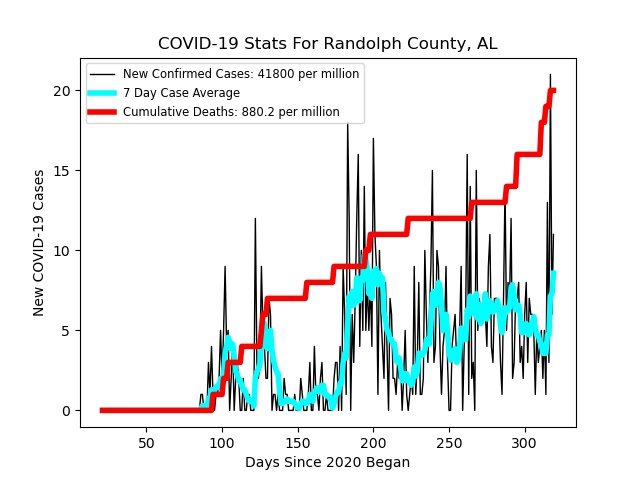 COVID-19 Stats For Randolph County, AL
New Confirmed Cases: 41800 per million
7 Day Case Average
Cumulative Deaths: 880.2 per million
New COVID-19 Cases
20
15
10
5
0
50 100 150 200 250 300
Days Since 2020 Began